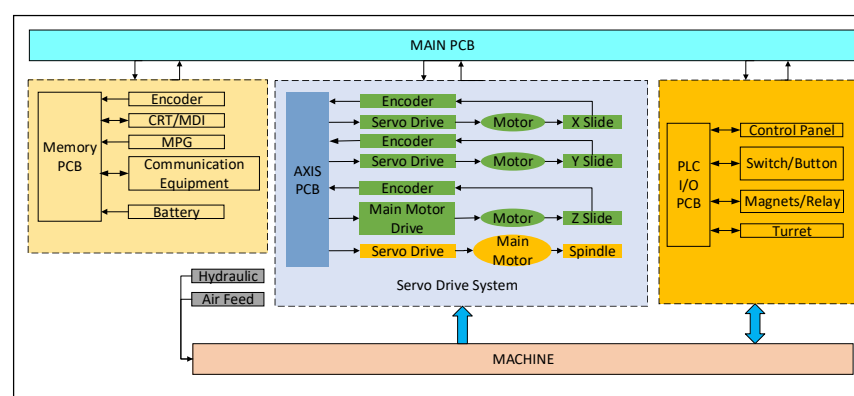 MAIN PCB
Memory
PCB
Encoder
CRT/MDI
MPG
Communication
Equipment
Battery
AXIS
PCB
Encoder
Servo Drive
Motor
X Slide
Encoder
Servo Drive
Motor
Y Slide
Encoder
Main Motor
Drive
Motor
Z Slide
Servo Drive
Main
Motor
Spindle
Servo Drive System
PLC
I/O
PCB
Control Panel
Switch/Button
Magnets/Relay
Turret
Hydraulic
Air Feed
MACHINE